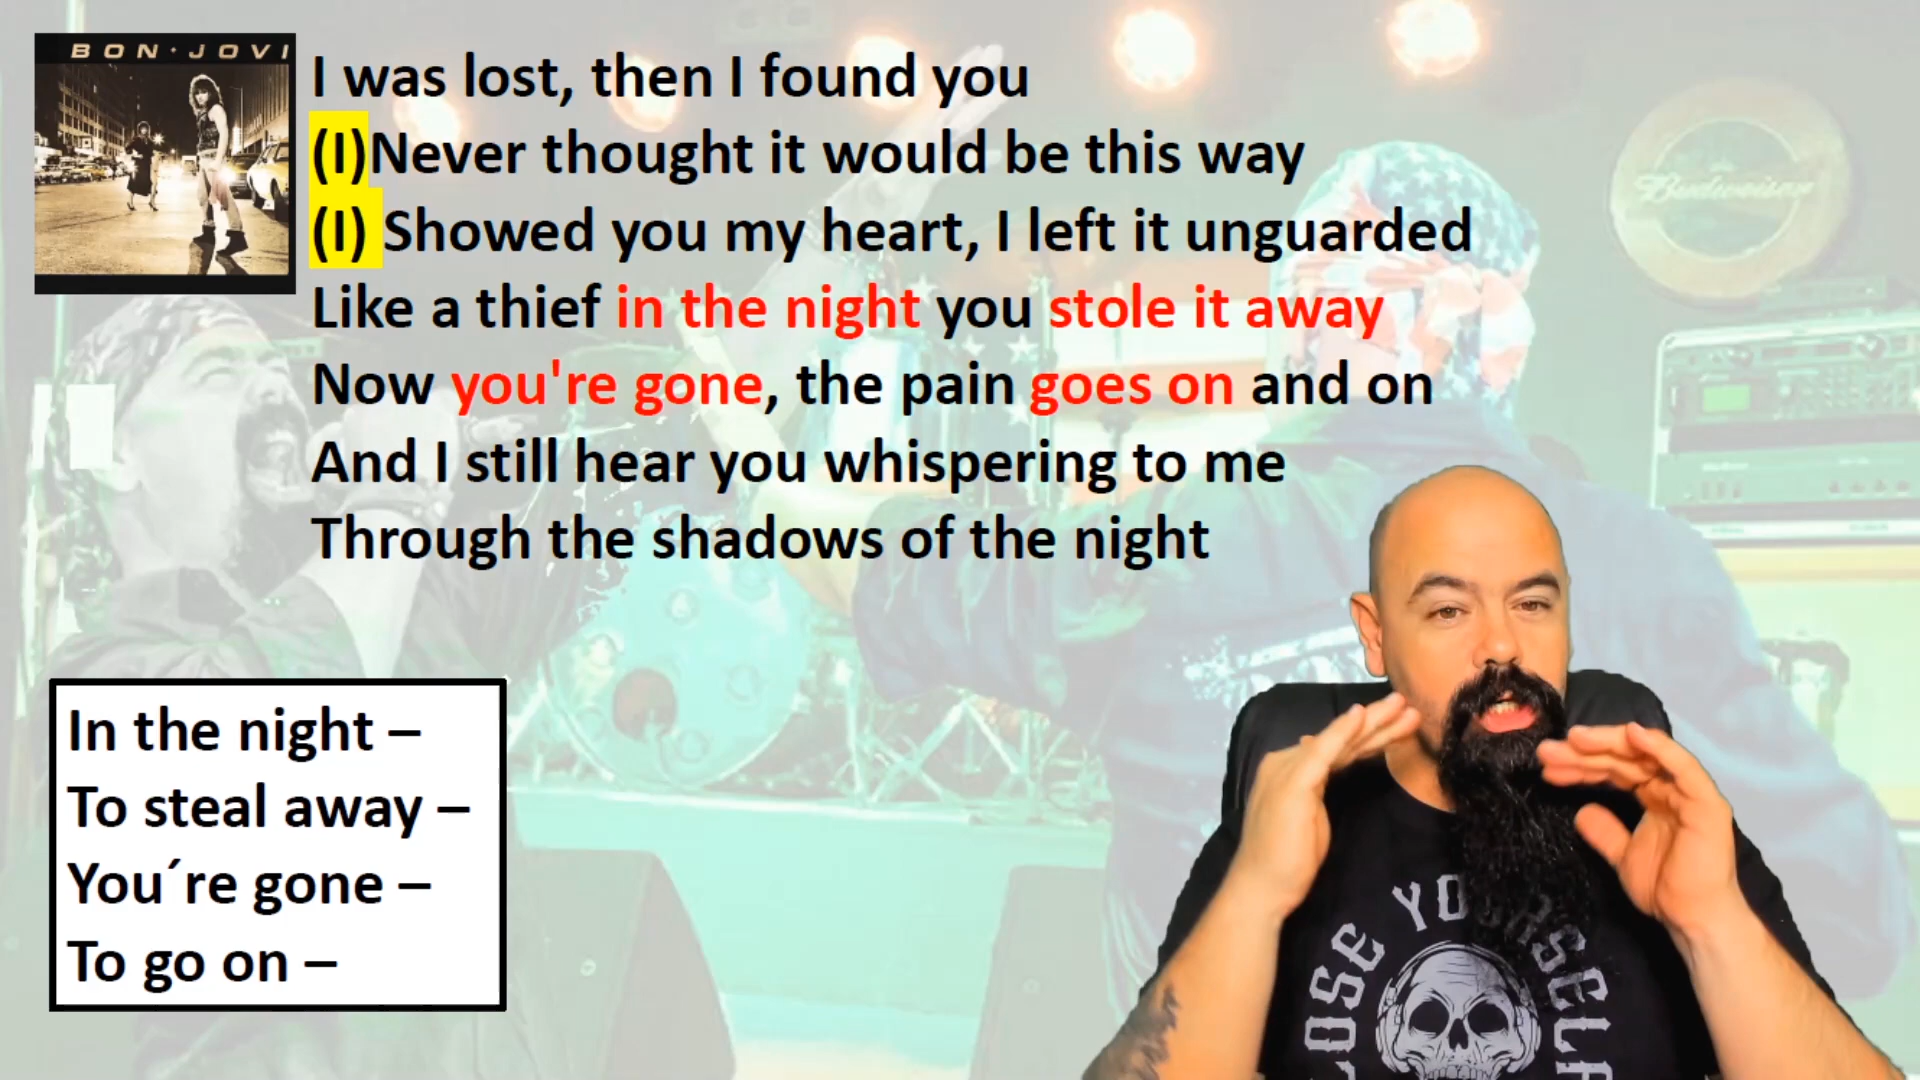 BON·JOVI
I was lost, then I found you
(I)Never thought it would be this way
(I) Showed you my heart, I left it unguarded
Like a thief in the night you stole it away
Now you're gone, the pain goes on and on
And I still hear you whispering to me
Through the shadows of the night
Budweiser
In the night –
To steal away –
You´re gone –
To go on –
LOSE YOURSELF